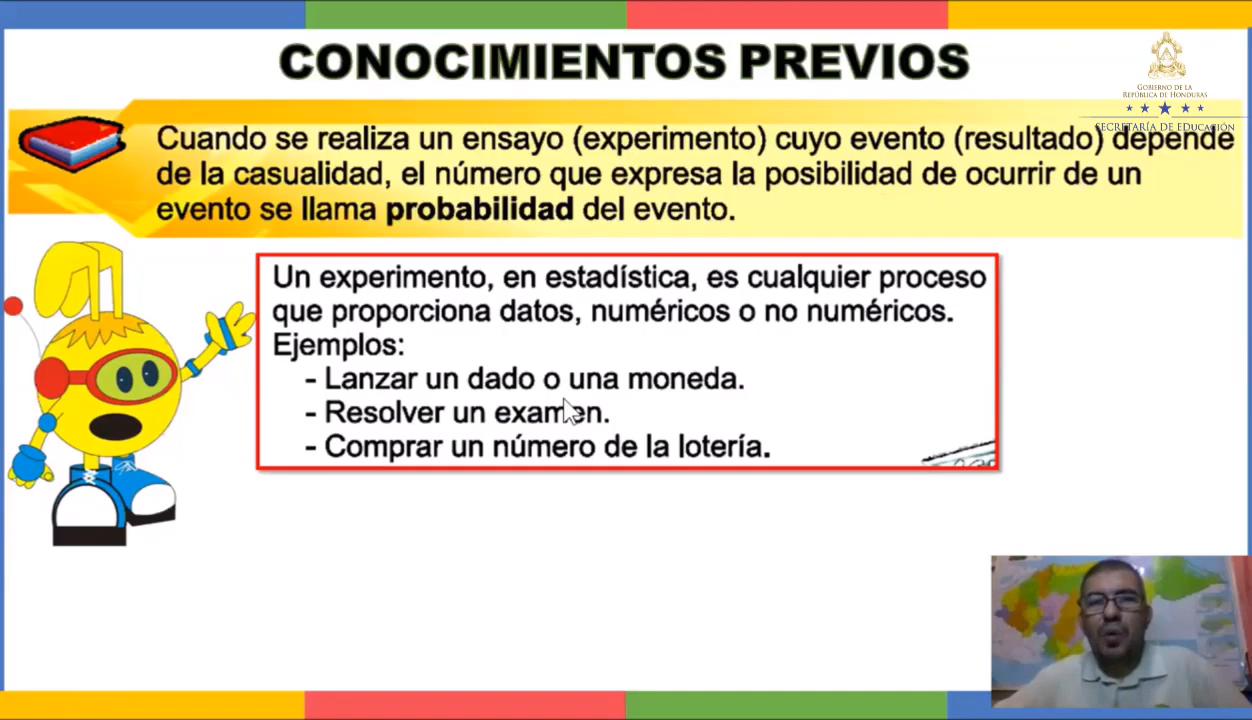 CONOCIMIENTOS PREVIOS
GOBIERNO DE LA
REPÚBLICA DE HONDURAS
SECRETARÍA DE EDUCACIÓN
Cuando se realiza un ensayo (experimento) cuyo evento (resultado) depende
de la casualidad, el número que expresa la posibilidad de ocurrir de un
evento se llama probabilidad del evento.
Un experimento, en estadística, es cualquier proceso
que proporciona datos, numéricos o no numéricos.
Ejemplos:
- Lanzar un dado o una moneda.
- Resolver un examen.
- Comprar un número de la lotería.